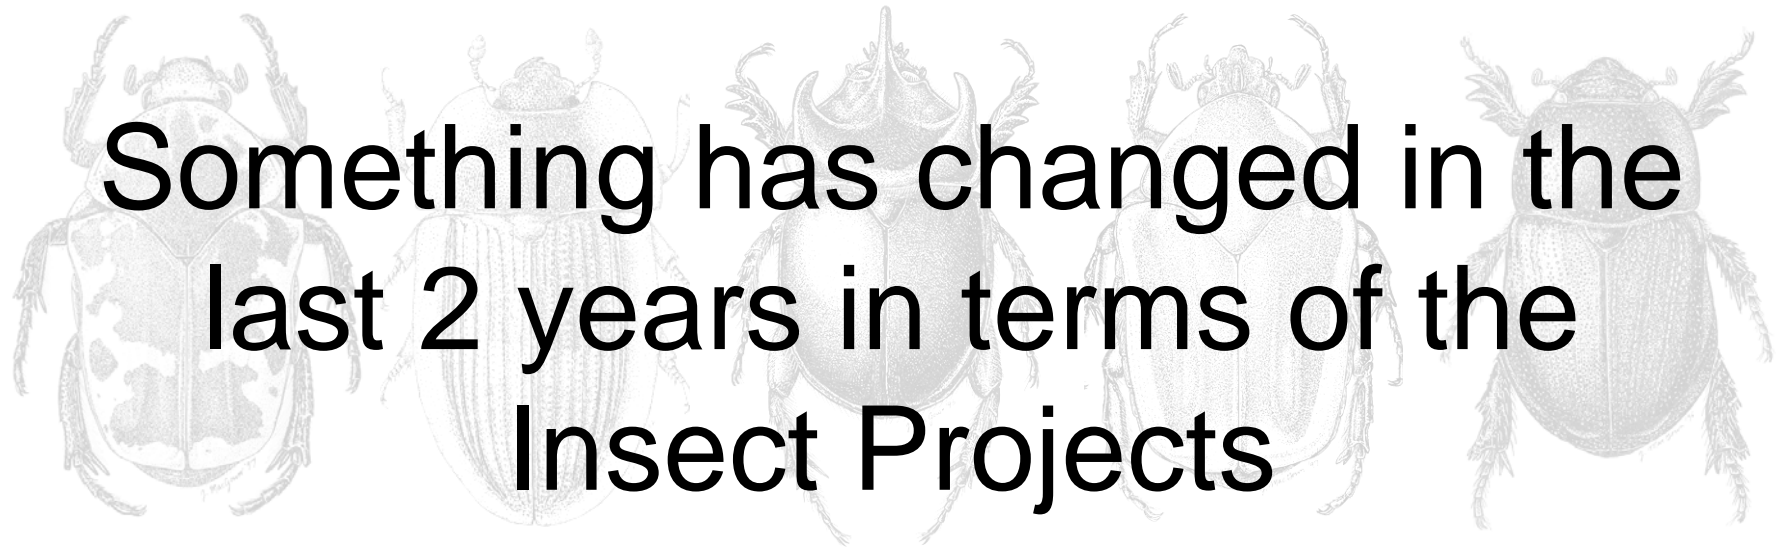 Something has changed in the
last 2 years in terms of the
Insect Projects